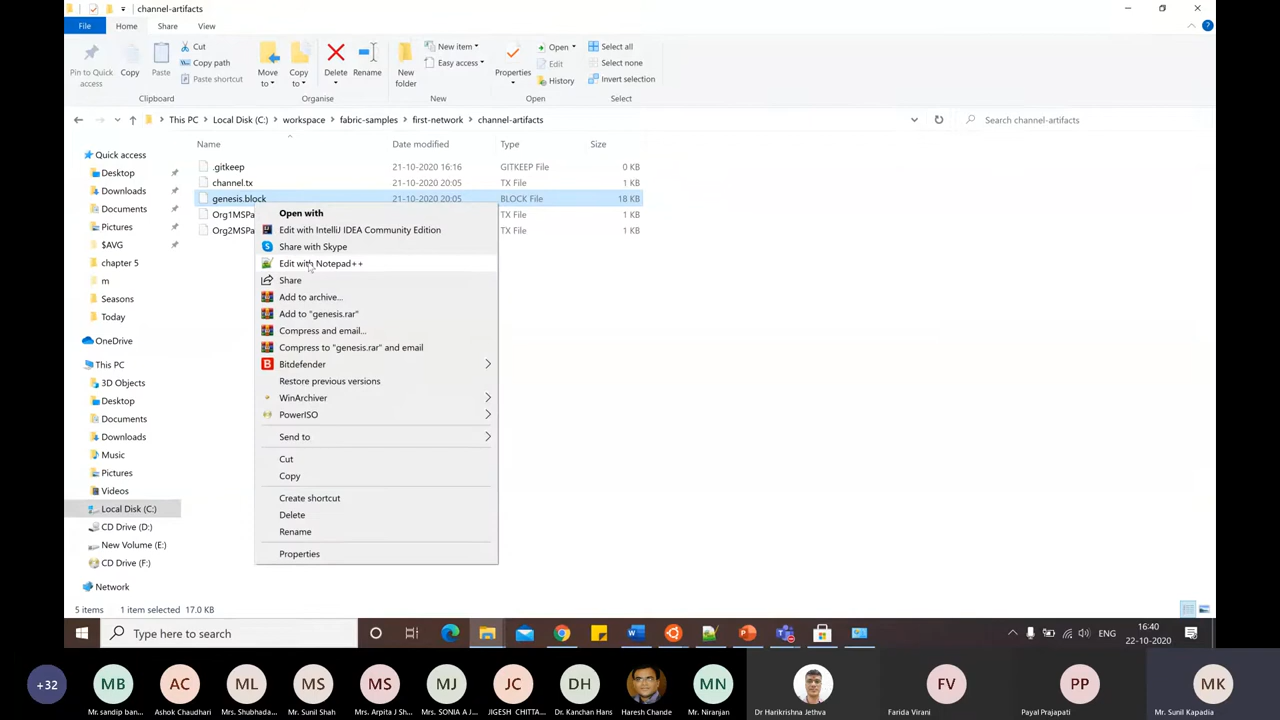 channel-artifacts
File
Home
Share
View
Pin to Quick access
Copy
Paste
Cut
Copy path
Paste shortcut
Clipboard
Move to
Copy to
Delete
Rename
Organise
New folder
New item
Easy access
New
Properties
Open
Edit
History
Open
Select all
Select none
Invert selection
Select
This PC
Local Disk (C:)
workspace
fabric-samples
first-network
channel-artifacts
Search channel-artifacts
Quick access
Desktop
Downloads
Documents
Pictures
$AVG
chapter 5
m
Seasons
Today
OneDrive
This PC
3D Objects
Desktop
Documents
Downloads
Music
Pictures
Videos
Local Disk (C:)
CD Drive (D:)
New Volume (E:)
CD Drive (F:)
Network
Name Date modified Type Size
.gitkeep 21-10-2020 16:16 GITKEEP File 0 KB
channel.tx 21-10-2020 20:05 TX File 1 KB
genesis.block 21-10-2020 20:05 BLOCK File 18 KB
Org1MSPa TX File 1 KB
Org2MSPa TX File 1 KB
Open with
Edit with IntelliJ IDEA Community Edition
Share with Skype
Edit with Notepad++
Share
Add to archive...
Add to "genesis.rar"
Compress and email...
Compress to "genesis.rar" and email
Bitdefender
Restore previous versions
WinArchiver
PowerISO
Send to
Cut
Copy
Create shortcut
Delete
Rename
Properties
5 items 1 item selected 17.0 KB
Type here to search
ENG
16:40
22-10-2020
+32
MB
Mr. sandip ban...
AC
Ashok Chaudhari
ML
Mrs. Shubhada...
MS
Mr. Sunil Shah
MS
Mrs. Arpita J Sh...
MJ
Mrs. SONIA A J...
JC
JIGESH CHITTA...
DH
Dr. Kanchan Hans
Haresh Chande
MN
Mr. Niranjan
Dr Harikrishna Jethva
FV
Farida Virani
PP
Payal Prajapati
MK
Mr. Sunil Kapadia